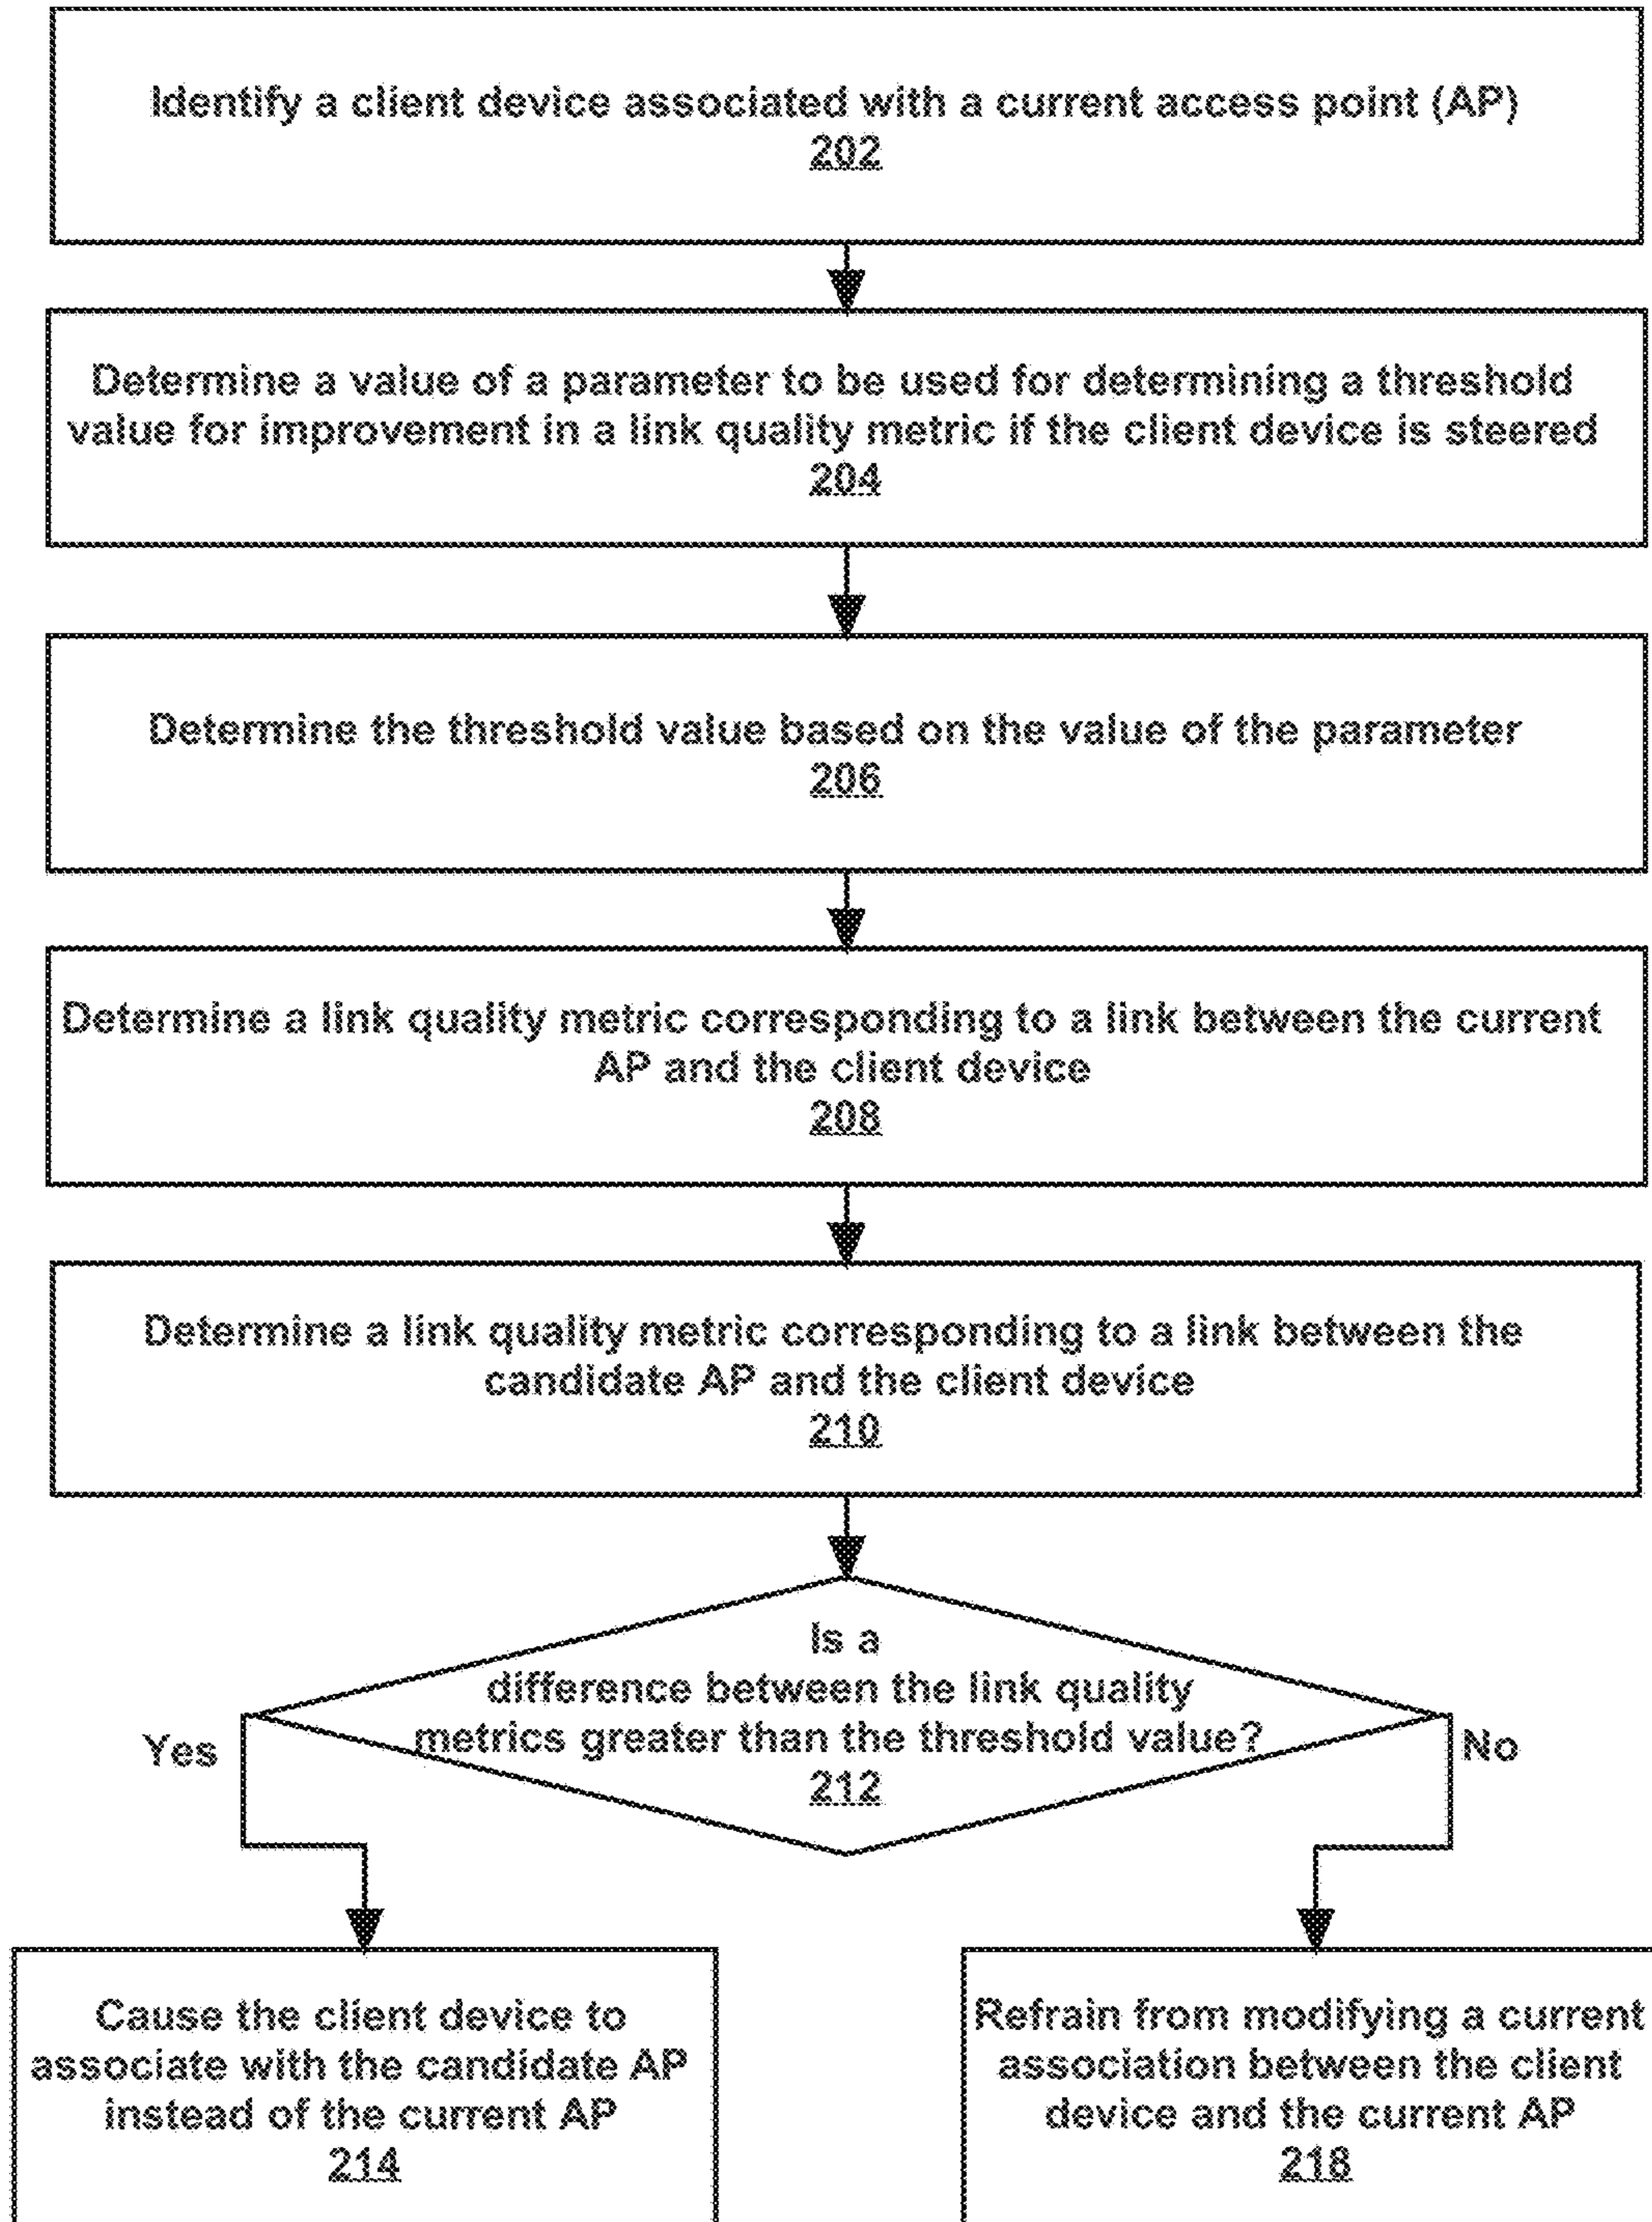 Identify a client device associated with a current access point (AP)
202
Determine a value of a parameter to be used for determining a threshold
value for improvement in a link quality metric if the client device is steered
204
Determine the threshold value based on the value of the parameter
206
Determine a link quality metric corresponding to a link between the current
AP and the client device
208
Determine a link quality metric corresponding to a link between the
candidate AP and the client device
210
Is a
difference between the link quality
metrics greater than the threshold value?
212
Yes
No
Cause the client device to
associate with the candidate AP
instead of the current AP
214
Refrain from modifying a current
association between the client
device and the current AP
218